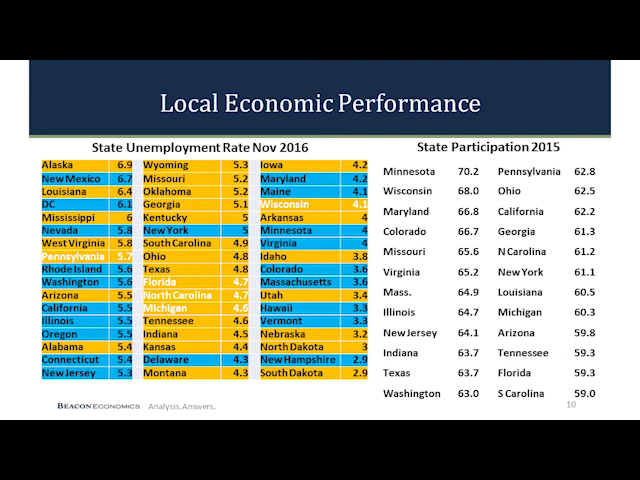 Local Economic Performance
State Unemployment Rate Nov 2016
Alaska 6.9 Wyoming 5.3 Iowa 4.2
New Mexico 6.7 Missouri 5.2 Maryland 4.2
Louisiana 6.4 Oklahoma 5.2 Maine 4.1
DC 6.1 Georgia 5.1 Wisconsin 4.1
Mississippi 6 Kentucky 5 Arkansas 4
Nevada 5.8 New York 5 Minnesota 4
West Virginia 5.8 South Carolina 4.9 Virginia 4
Pennsylvania 5.7 Ohio 4.8 Idaho 3.8
Rhode Island 5.6 Texas 4.8 Colorado 3.6
Washington 5.6 Florida 4.7 Massachusetts 3.6
Arizona 5.5 North Carolina 4.7 Utah 3.4
California 5.5 Michigan 4.6 Hawaii 3.3
Illinois 5.5 Tennessee 4.6 Vermont 3.3
Oregon 5.5 Indiana 4.5 Nebraska 3.2
Alabama 5.4 Kansas 4.4 North Dakota 3
Connecticut 5.4 Delaware 4.3 New Hampshire 2.9
New Jersey 5.3 Montana 4.3 South Dakota 2.9
State Participation 2015
Minnesota 70.2 Pennsylvania 62.8
Wisconsin 68.0 Ohio 62.5
Maryland 66.8 California 62.2
Colorado 66.7 Georgia 61.3
Missouri 65.6 N Carolina 61.2
Virginia 65.2 New York 61.1
Mass. 64.9 Louisiana 60.5
Illinois 64.7 Michigan 60.3
New Jersey 64.1 Arizona 59.8
Indiana 63.7 Tennessee 59.3
Texas 63.7 Florida 59.3
Washington 63.0 S Carolina 59.0
BEACON ECONOMICS Analysis. Answers. 10